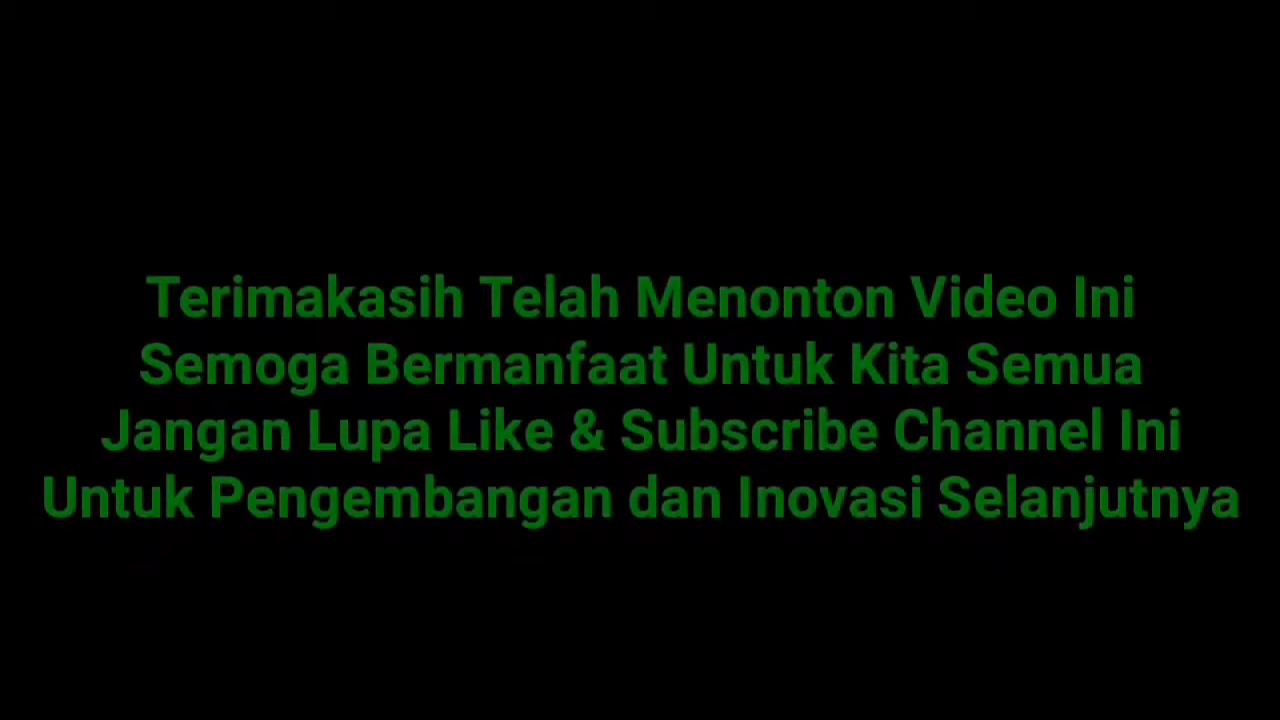 Terimakasih Telah Menonton Video Ini
Semoga Bermanfaat Untuk Kita Semua
Jangan Lupa Like & Subscribe Channel Ini
Untuk Pengembangan dan Inovasi Selanjutnya